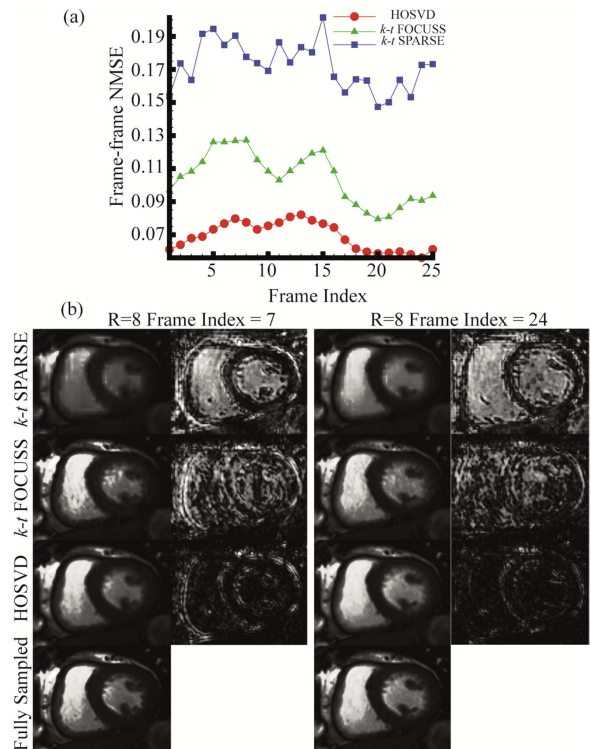 (a)
HOSVD
k-t FOCUSS
k-t SPARSE
Frame-frame NMSE
0.19
0.17
0.15
0.13
0.11
0.09
0.07
5
10
15
20
25
Frame Index
(b)
R=8 Frame Index = 7
R=8 Frame Index = 24
k-t SPARSE
k-t FOCUSS
HOSVD
Fully Sampled